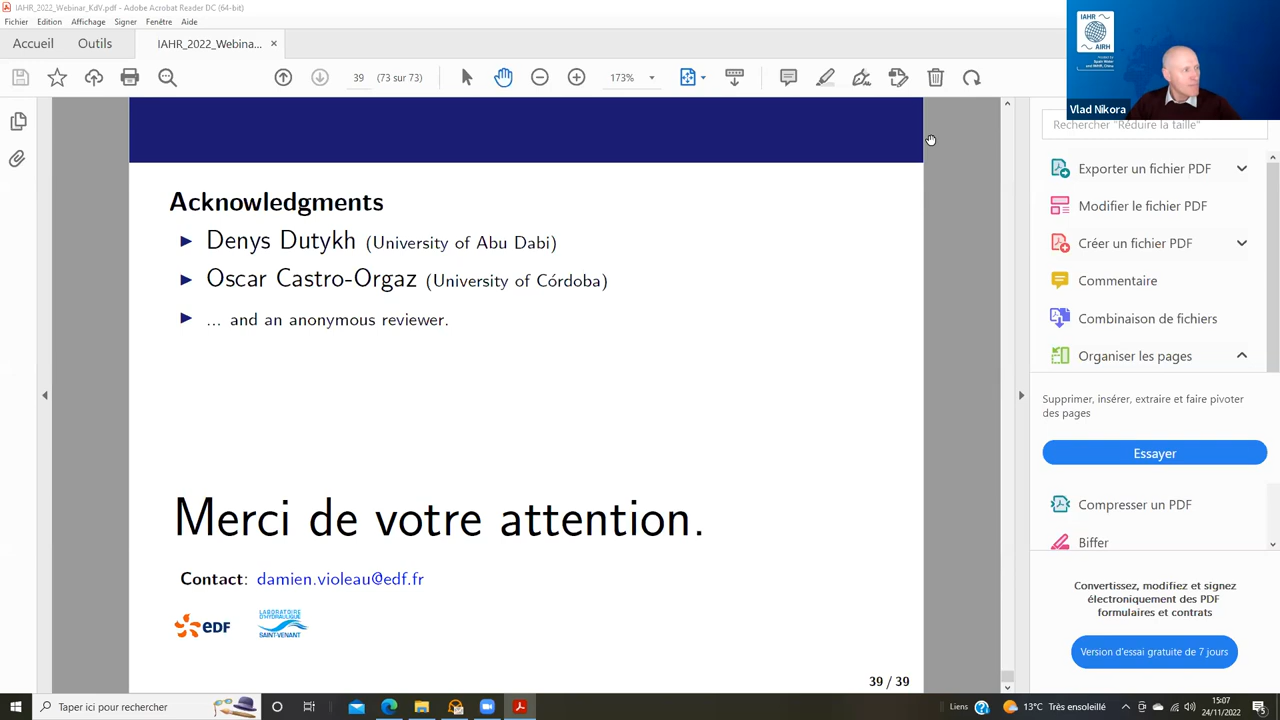 IAHR_2022_Webinar_KdV.pdf - Adobe Acrobat Reader DC (64-bit)
Fichier Edition Affichage Signer Fenêtre Aide
Accueil Outils IAHR_2022_Webina... ×
39 (73 sur 73) 173%
IAHR
AIRH
Vlad Nikora
Rechercher "Réduire la taille"
Exporter un fichier PDF
Modifier le fichier PDF
Créer un fichier PDF
Commentaire
Combinaison de fichiers
Organiser les pages
Supprimer, insérer, extraire et faire pivoter
des pages
Essayer
Compresser un PDF
Biffer
Convertissez, modifiez et signez
électroniquement des PDF
formulaires et contrats
Version d'essai gratuite de 7 jours
Acknowledgments
Denys Dutykh (University of Abu Dabi)
Oscar Castro-Orgaz (University of Córdoba)
... and an anonymous reviewer.
Merci de votre attention.
Contact: damien.violeau@edf.fr
EDF
LABORATOIRE
D'HYDRAULIQUE
SAINT-VENANT
39 / 39
Taper ici pour rechercher
Liens
13°C Très ensoleillé
15:07
24/11/2022